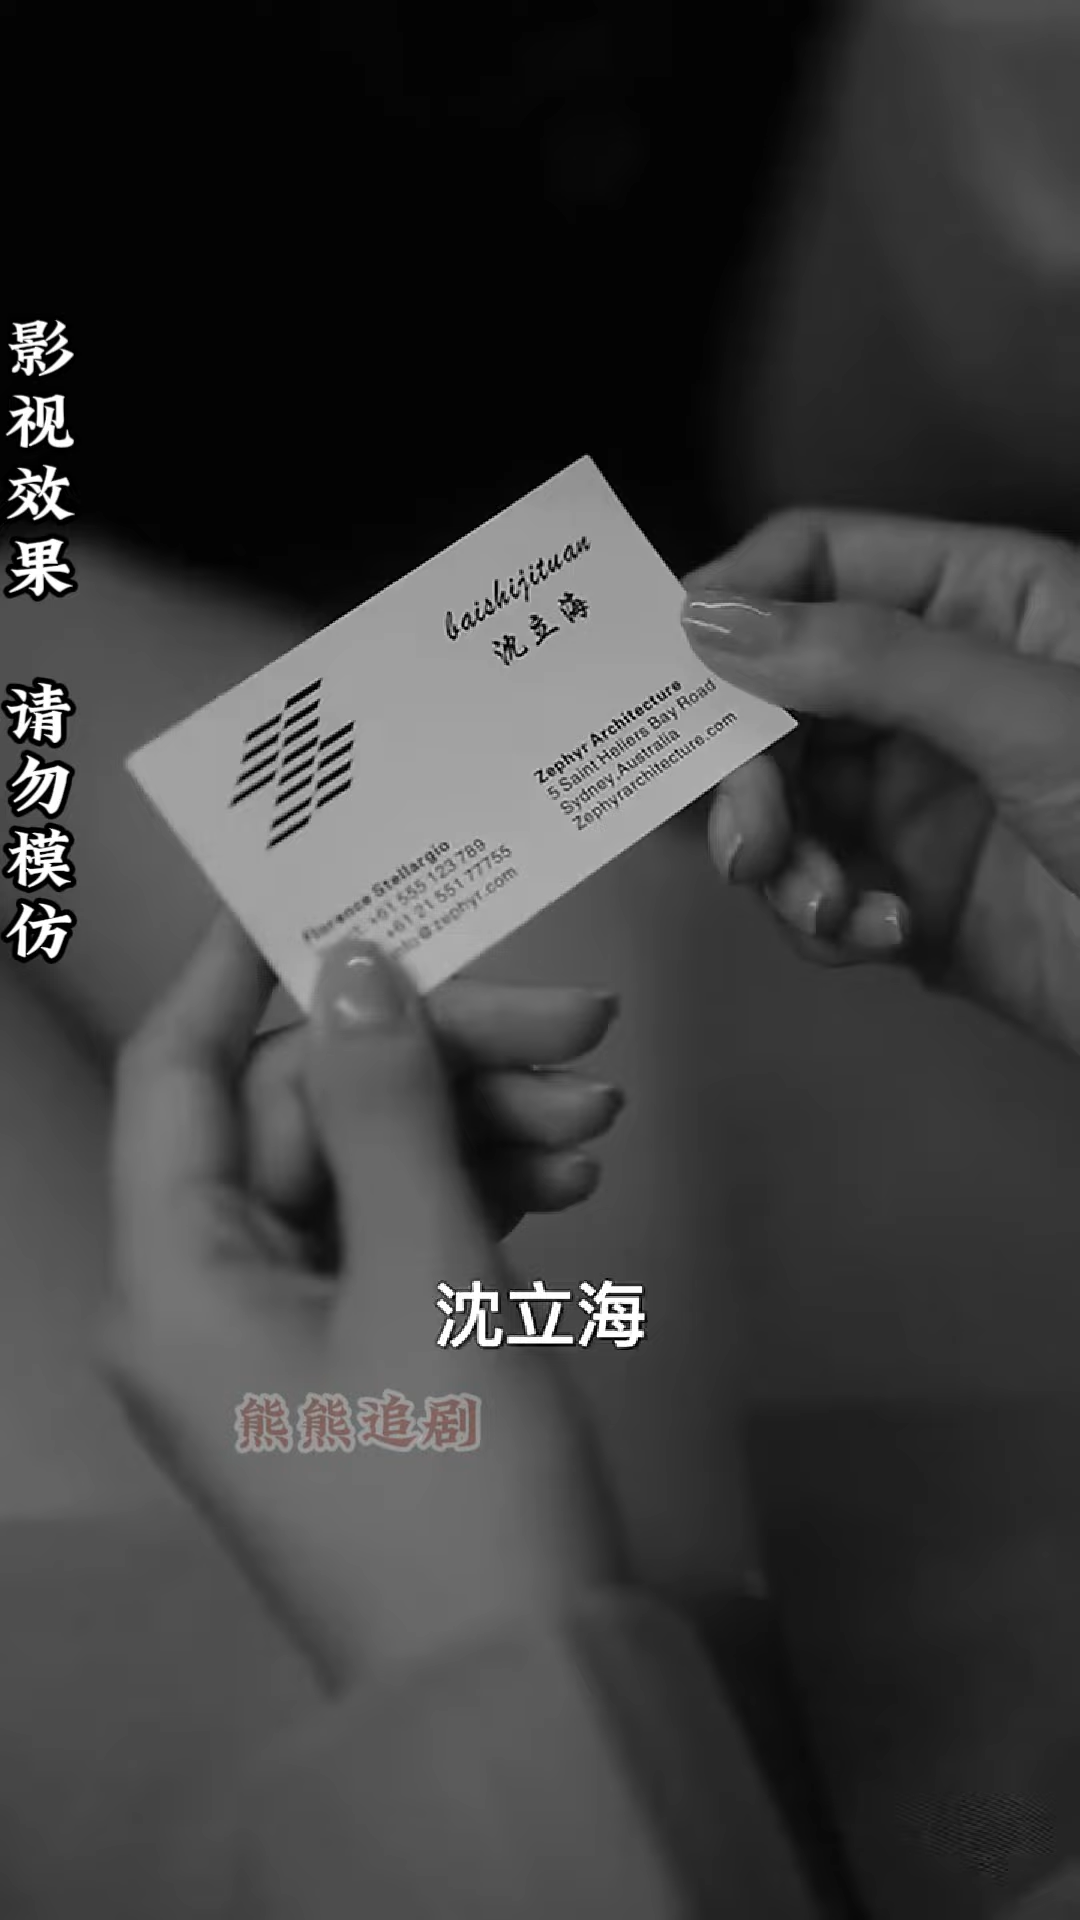 影视效果 请勿模仿
baishijituan
沈立海
Zephyr Architecture
5 Saint Heliers Bay Road
Sydney, Australia
Zephyrarchitecture.com
Florence Stellargio
+61 555 123 789
+61 21 551 77755
@zephyr.com
沈立海
熊熊追剧